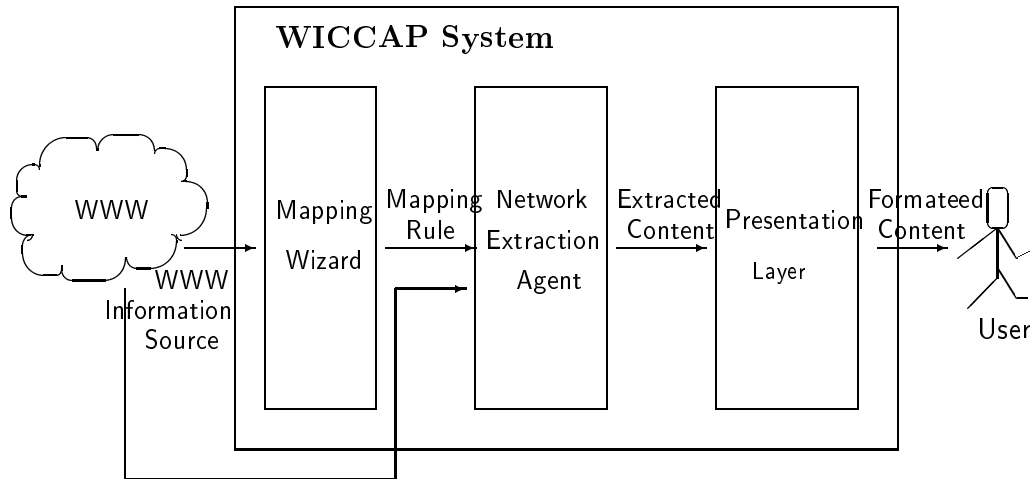 WICCAP System
WWW
WWW
Information
Source
Mapping
Wizard
Mapping
Rule
Network
Extraction
Agent
Extracted
Content
Presentation
Layer
Formateed
Content
User